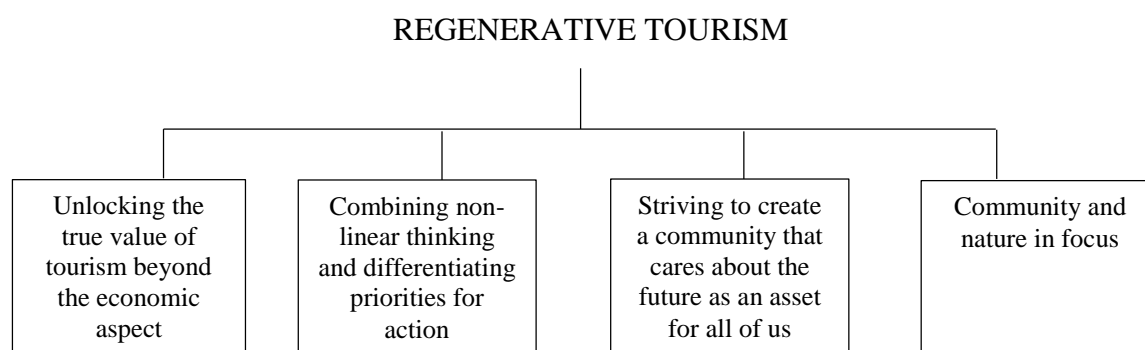 REGENERATIVE TOURISM
Unlocking the
true value of
tourism beyond
the economic
aspect
Combining non-
linear thinking
and differentiating
priorities for
action
Striving to create
a community that
cares about the
future as an asset
for all of us
Community and
nature in focus